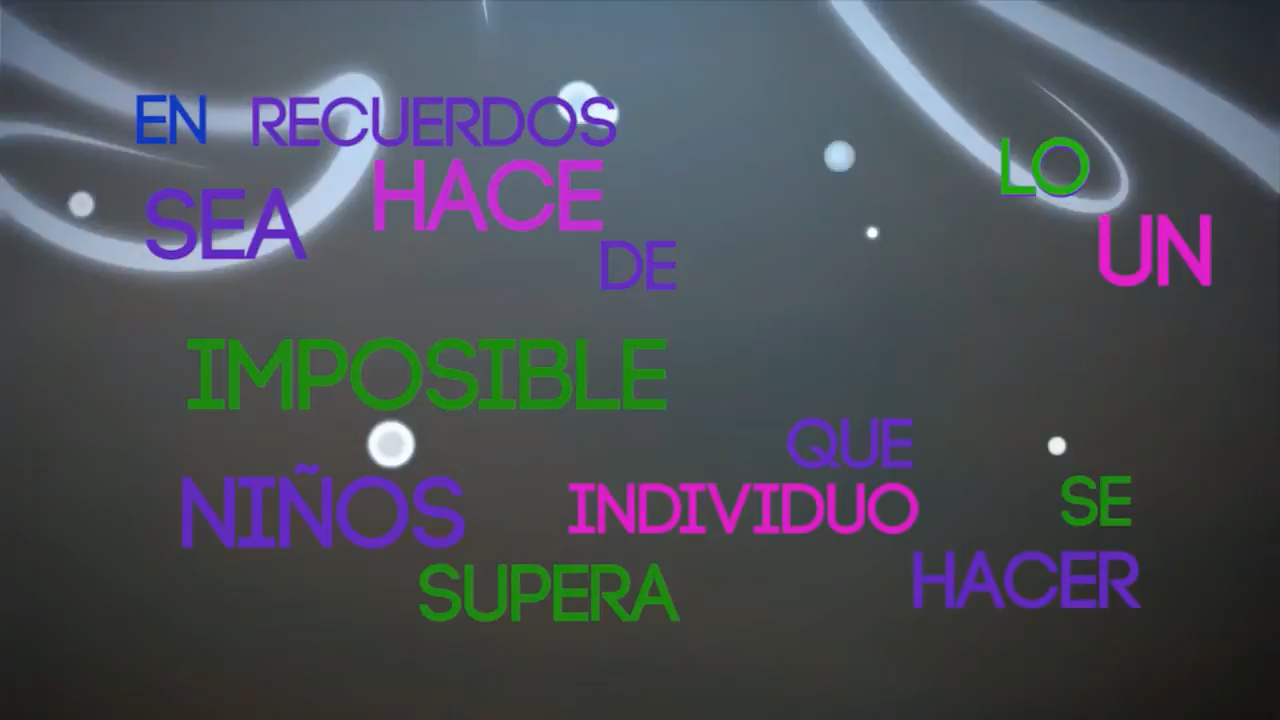 EN RECUERDOS
LO
SEA HACE
UN
DE
IMPOSIBLE
QUE
NIÑOS INDIVIDUO SE
SUPERA HACER